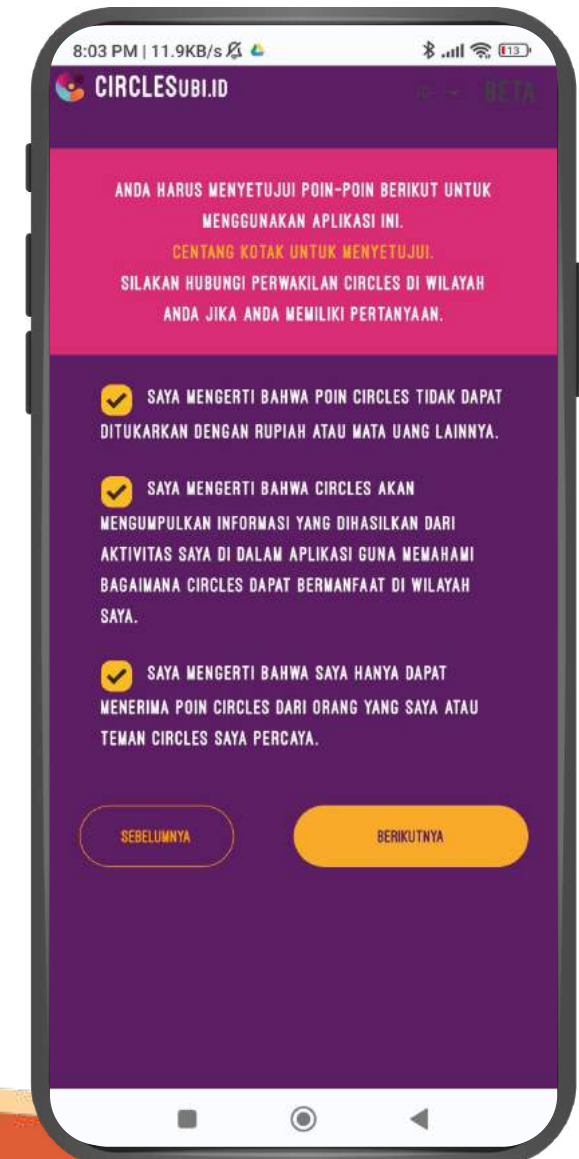 8:03 PM | 11.9KB/s
13
CIRCLESUBI.ID
ID
BETA
ANDA HARUS MENYETUJUI POIN-POIN BERIKUT UNTUK
MENGGUNAKAN APLIKASI INI.
CENTANG KOTAK UNTUK MENYETUJUI.
SILAKAN HUBUNGI PERWAKILAN CIRCLES DI WILAYAH
ANDA JIKA ANDA MEMILIKI PERTANYAAN.
SAYA MENGERTI BAHWA POIN CIRCLES TIDAK DAPAT
DITUKARKAN DENGAN RUPIAH ATAU MATA UANG LAINNYA.
SAYA MENGERTI BAHWA CIRCLES AKAN
MENGUMPULKAN INFORMASI YANG DIHASILKAN DARI
AKTIVITAS SAYA DI DALAM APLIKASI GUNA MEMAHAMI
BAGAIMANA CIRCLES DAPAT BERMANFAAT DI WILAYAH
SAYA.
SAYA MENGERTI BAHWA SAYA HANYA DAPAT
MENERIMA POIN CIRCLES DARI ORANG YANG SAYA ATAU
TEMAN CIRCLES SAYA PERCAYA.
SEBELUMNYA
BERIKUTNYA